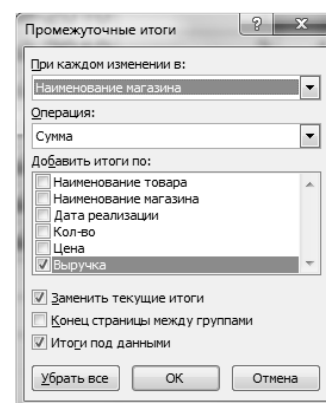 Промежуточные итоги
При каждом изменении в:
Наименование магазина
Операция:
Сумма
Добавить итоги по:
Наименование товара
Наименование магазина
Дата реализации
Кол-во
Цена
Выручка
Заменить текущие итоги
Конец страницы между группами
Итоги под данными
Убрать все ОК Отмена